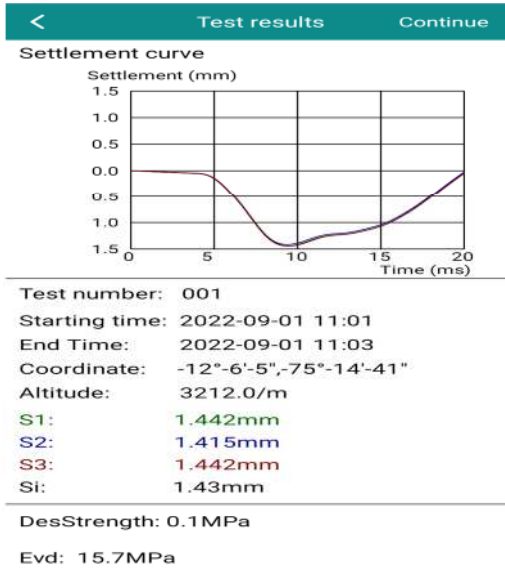 < Test results Continue
Settlement curve
Settlement (mm)
1.5
1.0
0.5
0.0
0.5
1.0
1.5
0 5 10 15 20
Time (ms)
Test number: 001
Starting time: 2022-09-01 11:01
End Time: 2022-09-01 11:03
Coordinate: -12°-6'-5",-75°-14'-41"
Altitude: 3212.0/m
S1: 1.442mm
S2: 1.415mm
S3: 1.442mm
Si: 1.43mm
DesStrength: 0.1MPa
Evd: 15.7MPa